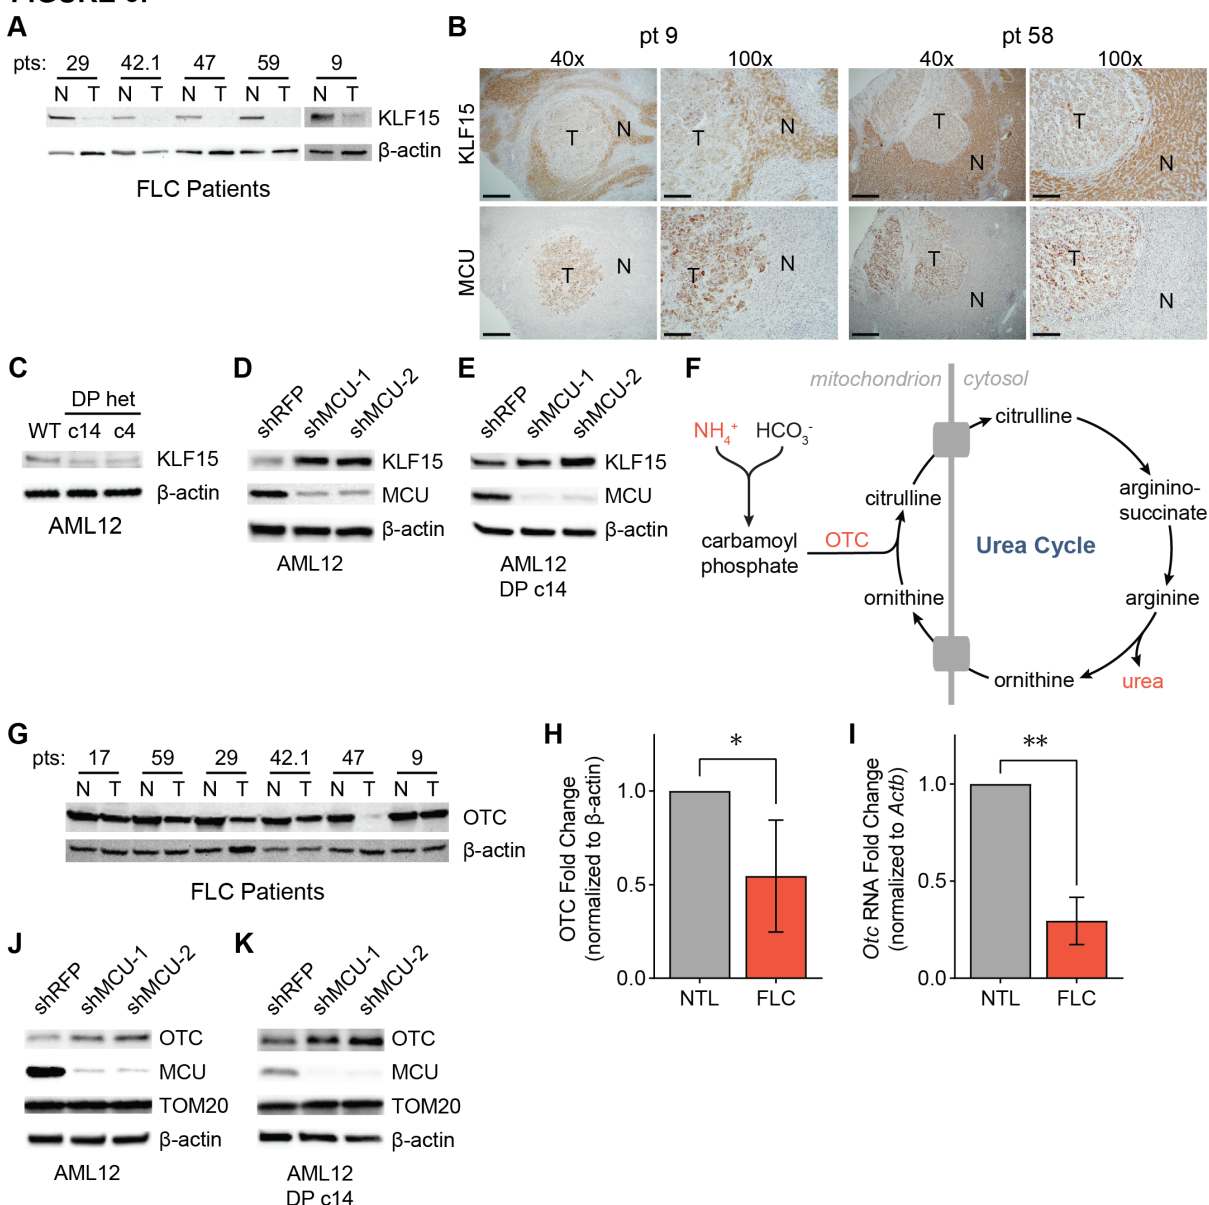 A
pts: 29 42.1 47 59 9
N T N T N T N T N T
KLF15
β-actin
FLC Patients
B
pt 9 pt 58
40x 100x 40x 100x
KLF15
T N T N T N T N
MCU
T N T N T N T N
C
DP het
WT c14 c4
KLF15
β-actin
AML12
D
shRFP shMCU-1 shMCU-2
KLF15
MCU
β-actin
AML12
E
shRFP shMCU-1 shMCU-2
KLF15
MCU
β-actin
AML12
DP c14
F
mitochondrion cytosol
NH4+ HCO3-
citrulline
citrulline
arginino-
succinate
carbamoyl
phosphate
OTC
Urea Cycle
ornithine
arginine
ornithine
urea
G
pts: 17 59 29 42.1 47 9
N T N T N T N T N T N T
OTC
β-actin
FLC Patients
H
OTC Fold Change
(normalized to β-actin)
*
1.0
0.5
0.0
NTL FLC
I
Otc RNA Fold Change
(normalized to Actb)
**
1.0
0.5
0.0
NTL FLC
J
shRFP shMCU-1 shMCU-2
OTC
MCU
TOM20
β-actin
AML12
K
shRFP shMCU-1 shMCU-2
OTC
MCU
TOM20
β-actin
AML12
DP c14